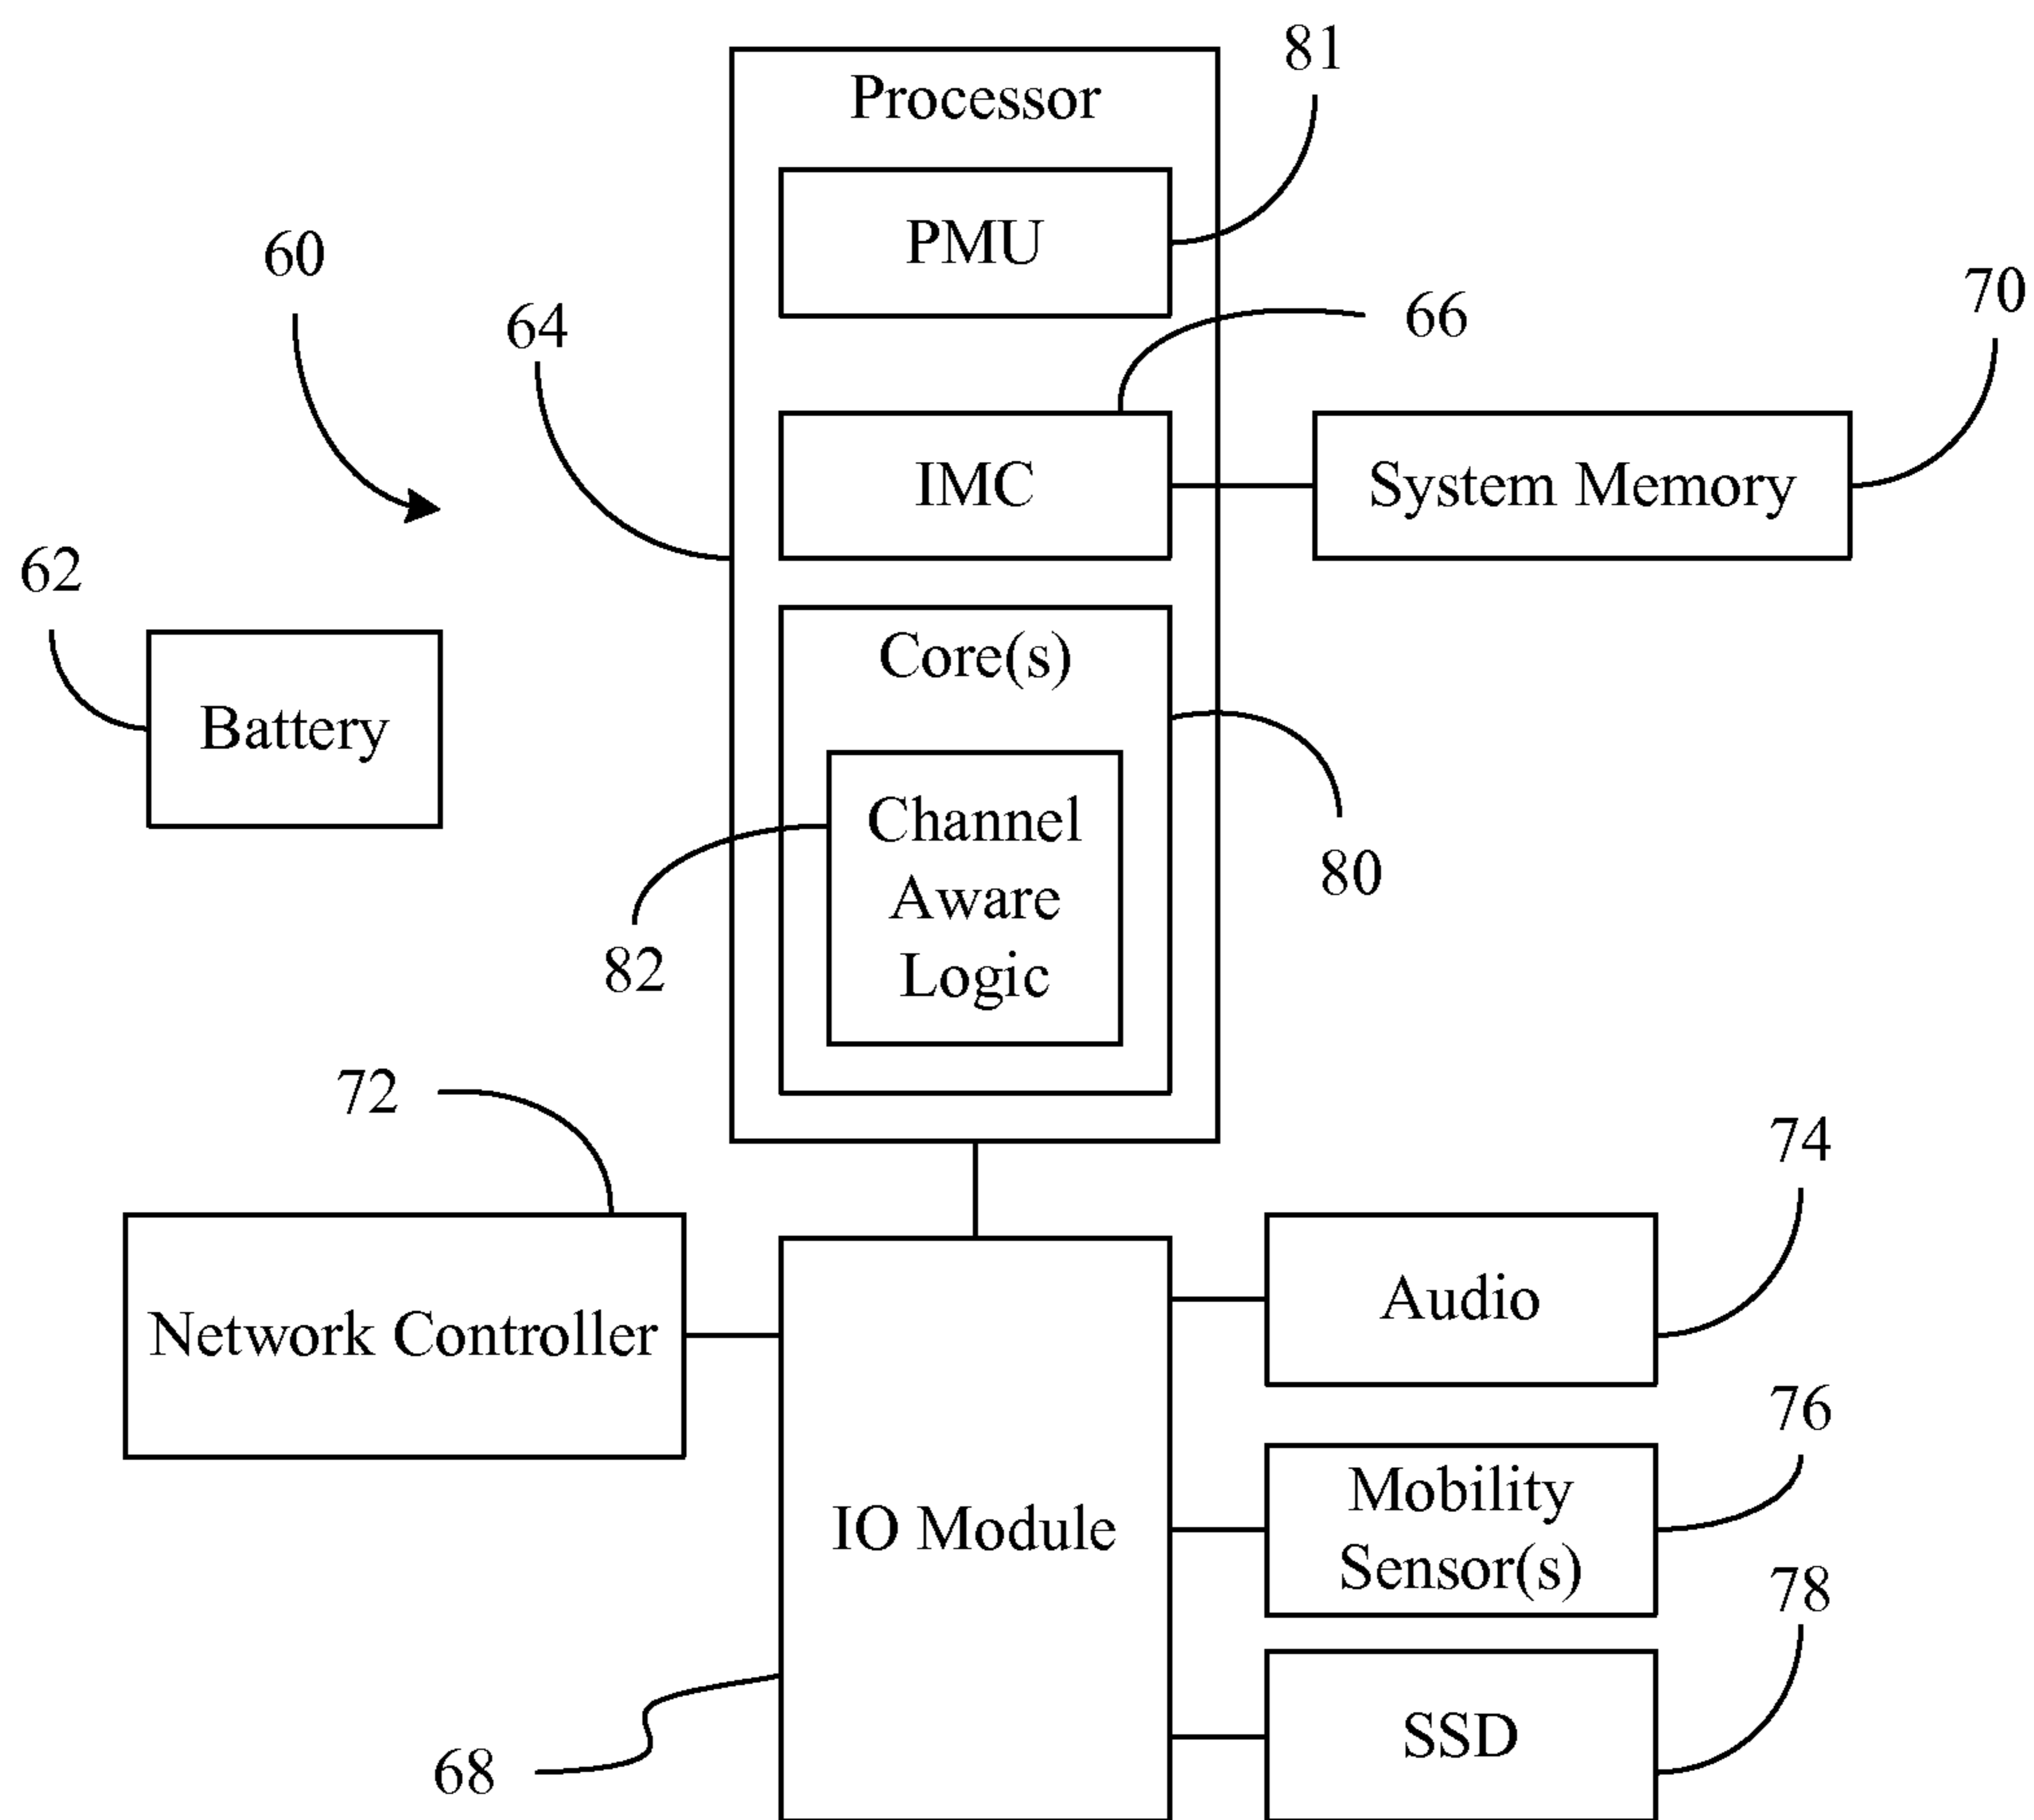 81
Processor
PMU
60
70
64
66
IMC
System Memory
62
Core(s)
Battery
Channel
Aware
Logic
80
82
72
74
Audio
Network Controller
76
Mobility
Sensor(s)
IO Module
78
SSD
68